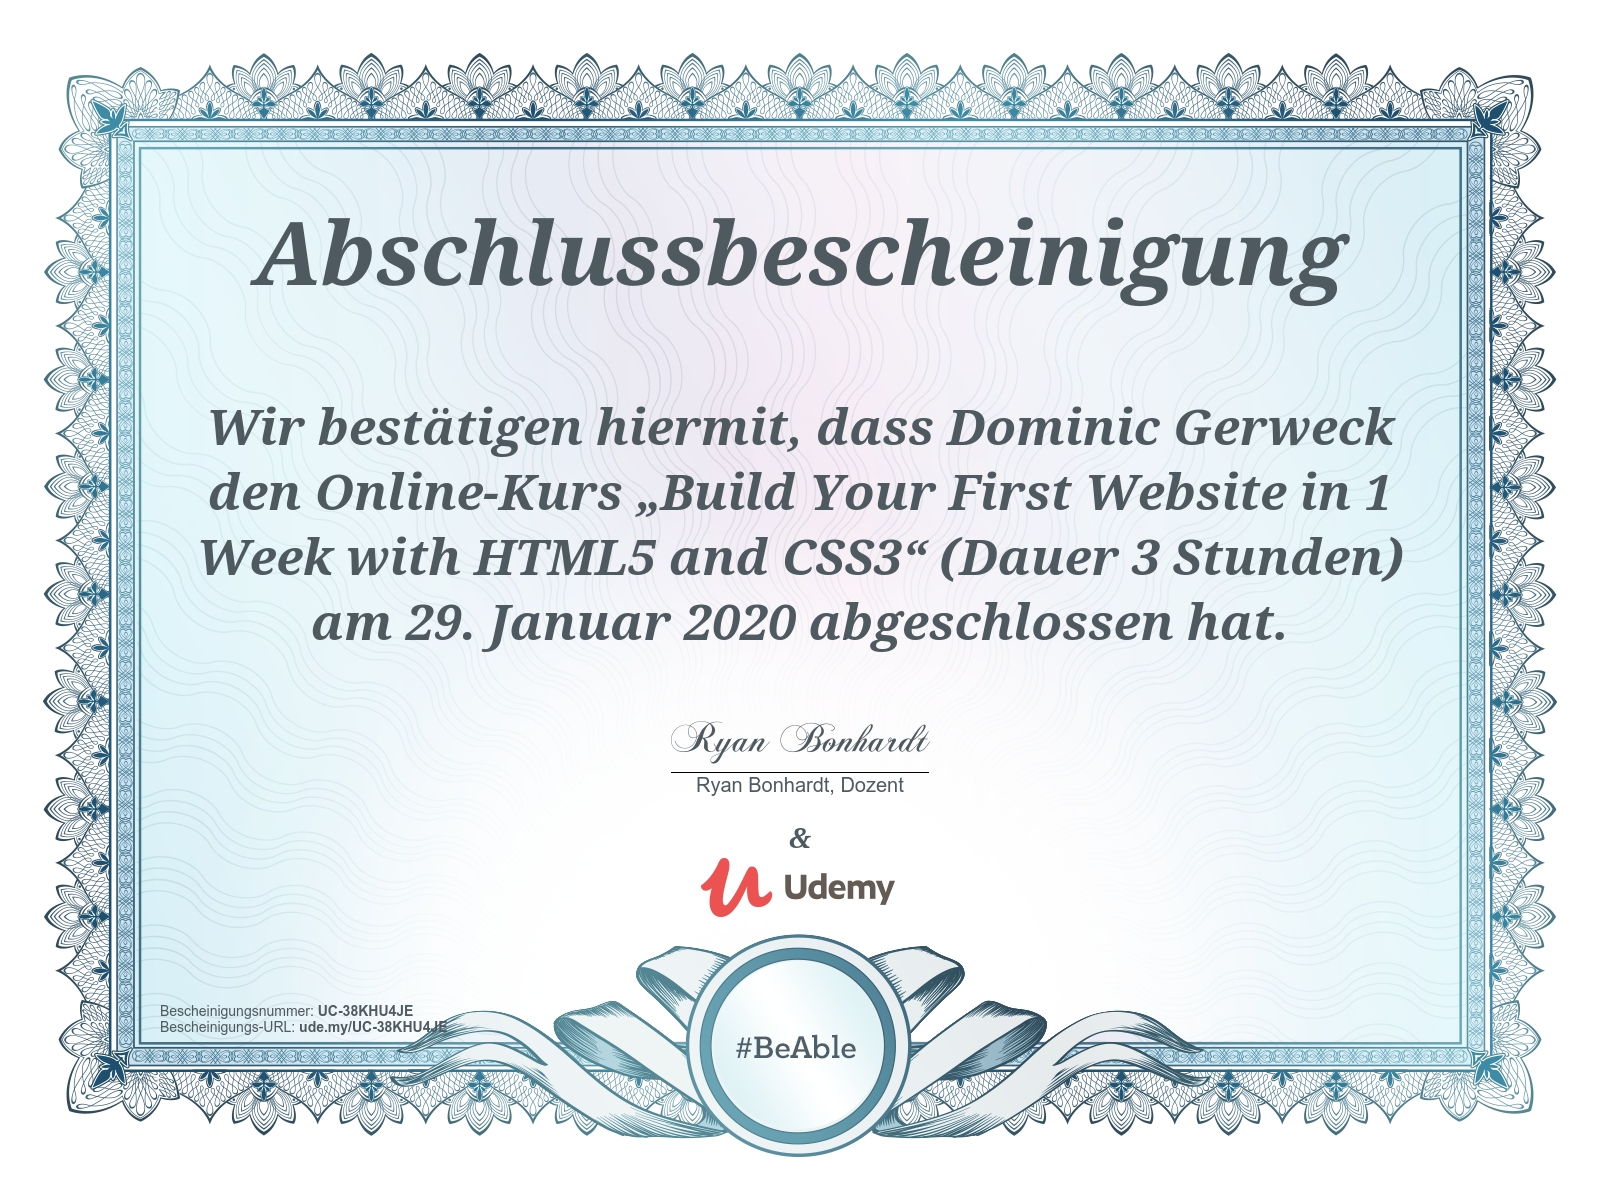 Abschlussbescheinigung
Wir bestätigen hiermit, dass Dominic Gerweck
den Online-Kurs „Build Your First Website in 1
Week with HTML5 and CSS3“ (Dauer 3 Stunden)
am 29. Januar 2020 abgeschlossen hat.
Ryan Bonhardt
Ryan Bonhardt, Dozent
&
Udemy
Bescheinigungsnummer: UC-38KHU4JE
Bescheinigungs-URL: ude.my/UC-38KHU4JE
#BeAble